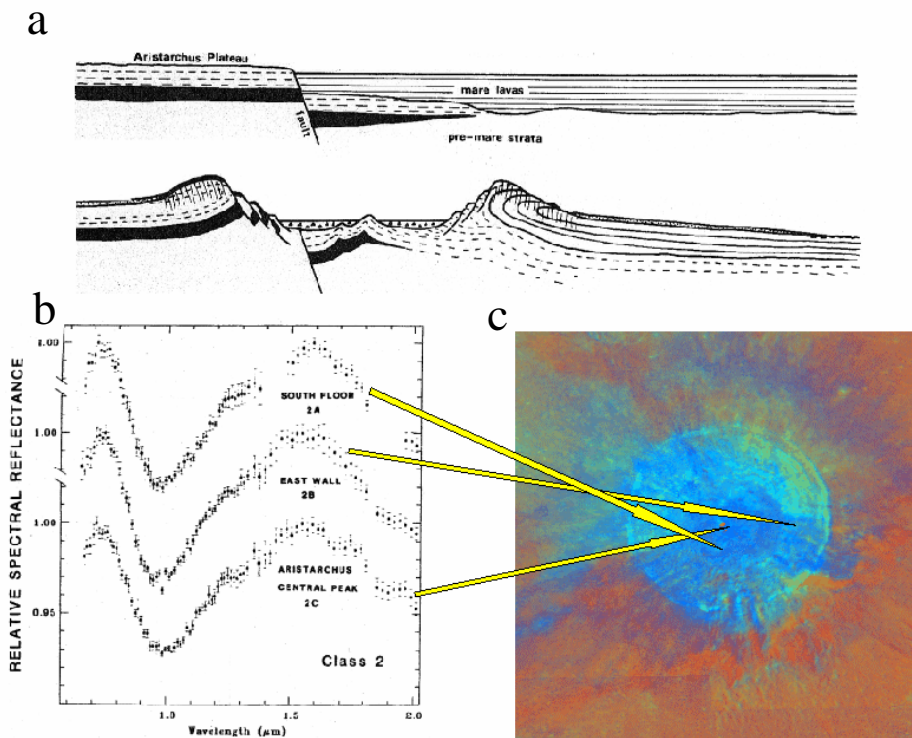 a
Aristarchus Plateau
mare lavas
fault
pre-mare strata
b
c
RELATIVE SPECTRAL REFLECTANCE
1.00
1.00
1.00
0.95
SOUTH FLOOR
2A
EAST WALL
2B
ARISTARCHUS
CENTRAL PEAK
2C
Class 2
1.0
1.5
2.0
Wavelength (μm)